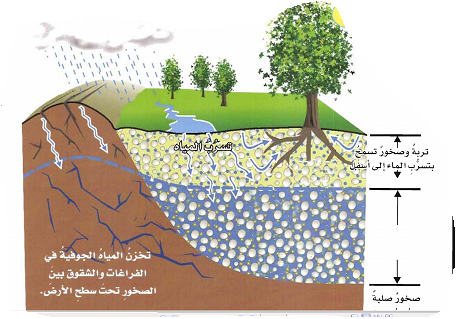 تسرّب المياه
تربةٌ وصخورٌ تسمحُ
بتسرّبِ الماءِ إلى أسفلَ
تخزنُ المياهُ الجوفيةُ في
الفراغاتِ والشقوقِ بينَ
الصخورِ تحتَ سطحِ الأرضِ.
صخورٌ صلبةٌ